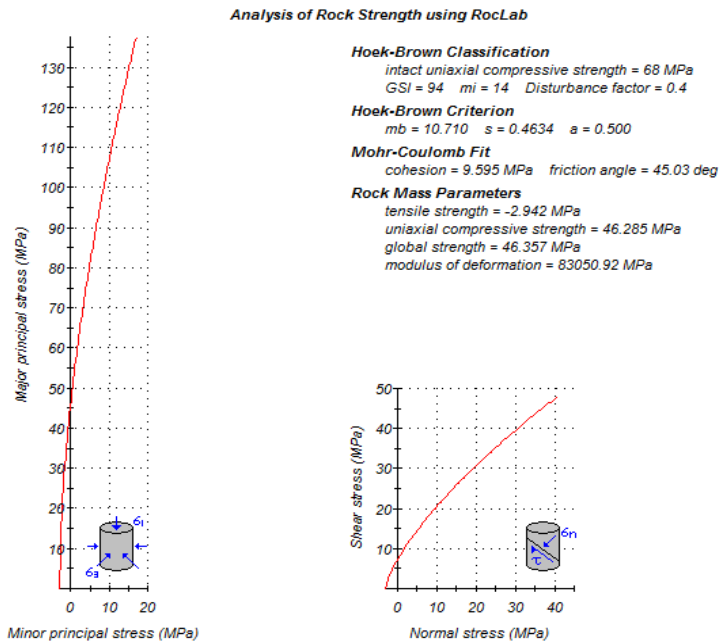 Analysis of Rock Strength using RocLab
Hoek-Brown Classification
intact uniaxial compressive strength = 68 MPa
GSI = 94 mi = 14 Disturbance factor = 0.4
Hoek-Brown Criterion
mb = 10.710 s = 0.4634 a = 0.500
Mohr-Coulomb Fit
cohesion = 9.595 MPa friction angle = 45.03 deg
Rock Mass Parameters
tensile strength = -2.942 MPa
uniaxial compressive strength = 46.285 MPa
global strength = 46.357 MPa
modulus of deformation = 83050.92 MPa
Major principal stress (MPa)
130
120
110
100
90
80
70
60
50
40
30
20
10
σ1
σ3
0 10 20
Minor principal stress (MPa)
Shear stress (MPa)
50
40
30
20
10
σn
τ
0 10 20 30 40
Normal stress (MPa)